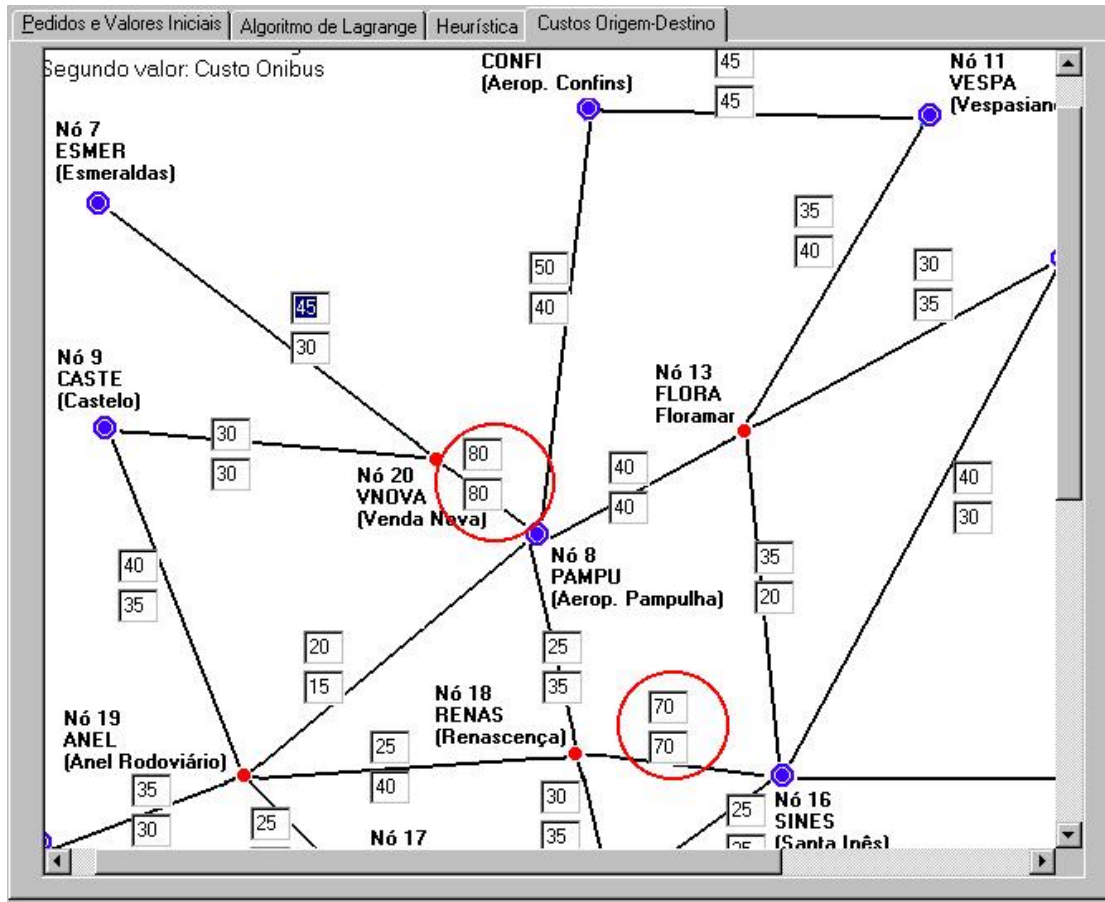 Pedidos e Valores Iniciais
Algoritmo de Lagrange
Heurística
Custos Origem-Destino
Segundo valor: Custo Onibus
CONFI
(Aerop. Confins)
45
45
Nó 11
VESPA
(Vespasian
Nó 7
ESMER
(Esmeraldas)
35
40
50
40
30
35
45
30
Nó 9
CASTE
(Castelo)
Nó 13
FLORA
Floramar
30
30
80
80
Nó 20
VNOVA
(Venda Nova)
40
40
40
30
Nó 8
PAMPU
(Aerop. Pampulha)
40
35
35
20
20
15
25
35
Nó 18
RENAS
(Renascença)
70
70
Nó 19
ANEL
(Anel Rodoviário)
25
40
35
30
25
30
35
Nó 17
25
Nó 16
SINES
(Santa Inês)